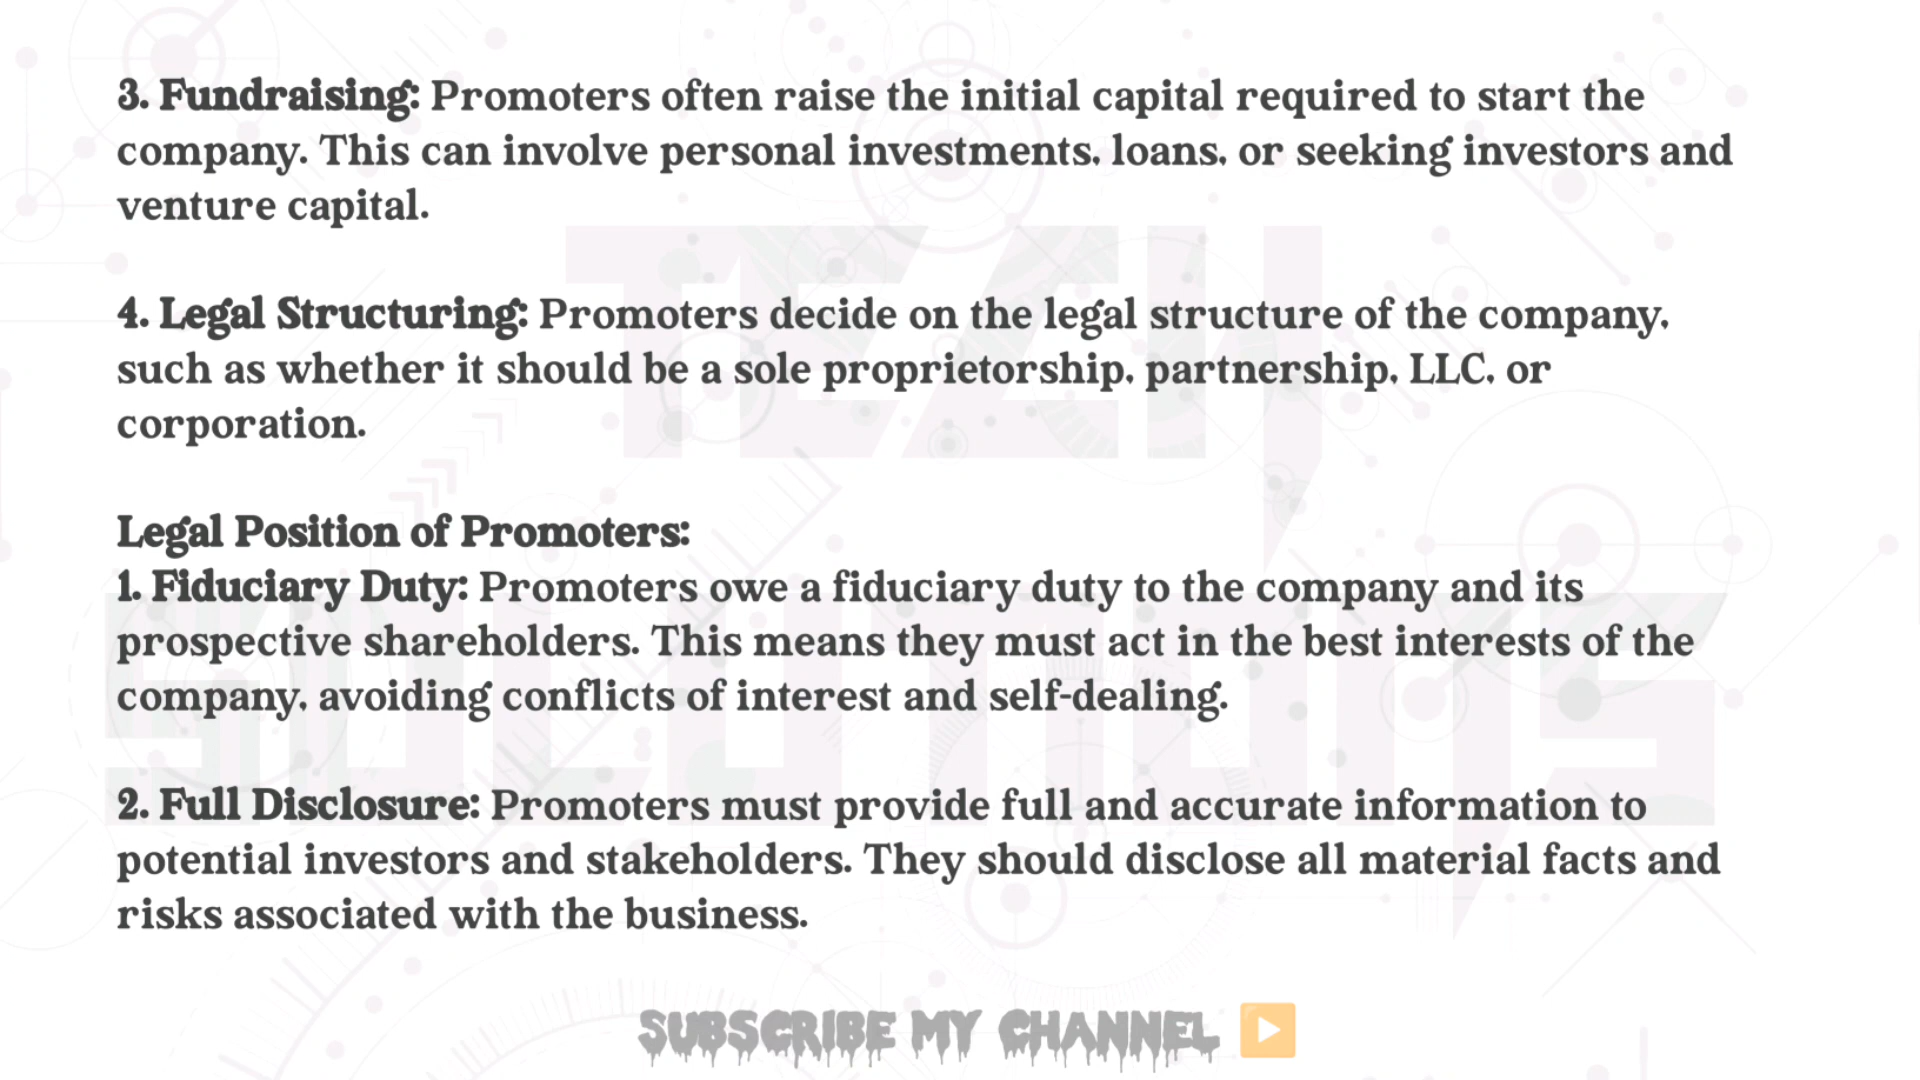 3. Fundraising: Promoters often raise the initial capital required to start the
company. This can involve personal investments, loans, or seeking investors and
venture capital.
4. Legal Structuring: Promoters decide on the legal structure of the company,
such as whether it should be a sole proprietorship, partnership, LLC, or
corporation.
Legal Position of Promoters:
1. Fiduciary Duty: Promoters owe a fiduciary duty to the company and its
prospective shareholders. This means they must act in the best interests of the
company, avoiding conflicts of interest and self-dealing.
2. Full Disclosure: Promoters must provide full and accurate information to
potential investors and stakeholders. They should disclose all material facts and
risks associated with the business.
TECH
SOLUTIONS
SUBSCRIBE MY CHANNEL